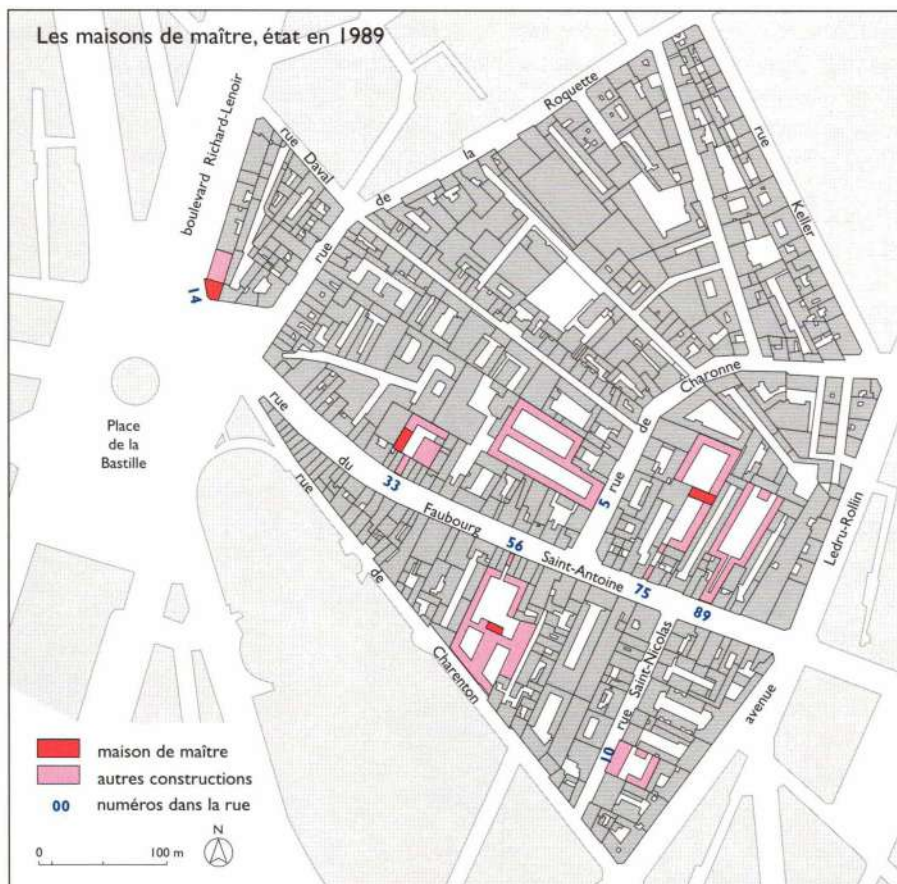 Les maisons de maître, état en 1989
boulevard Richard-Lenoir
rue Daval
rue de la Roquette
rue Keller
14
Place
de la
Bastille
rue de Charonne
rue du Faubourg Saint-Antoine
33
5
56
75
89
rue de Charenton
rue Saint-Nicolas
10
avenue Ledru-Rollin
maison de maître
autres constructions
00 numéros dans la rue
N
0 100 m